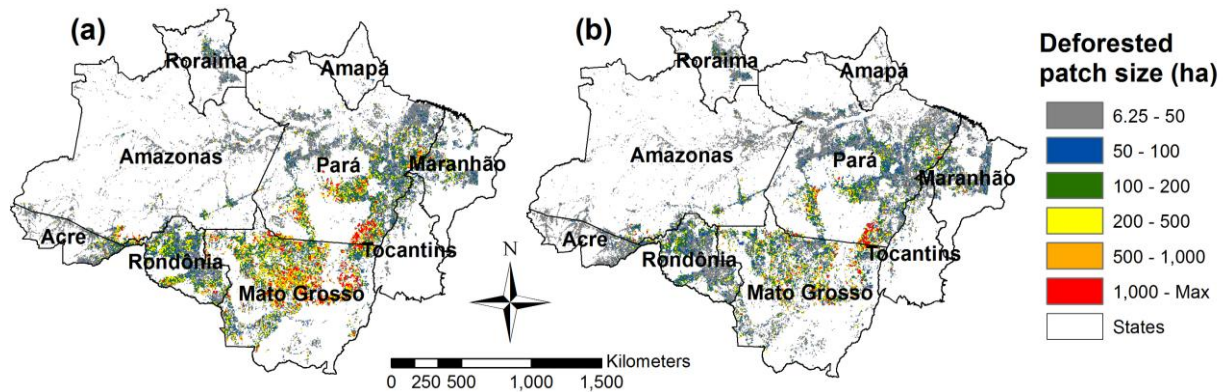 (a)
Roraima
Amapá
Amazonas
Pará
Maranhão
Acre
Rondônia
Tocantins
Mato Grosso
(b)
Roraima
Amapá
Amazonas
Pará
Maranhão
Acre
Rondônia
Tocantins
Mato Grosso
N
Kilometers
0 250 500 1,000 1,500
Deforested
patch size (ha)
6.25 - 50
50 - 100
100 - 200
200 - 500
500 - 1,000
1,000 - Max
States